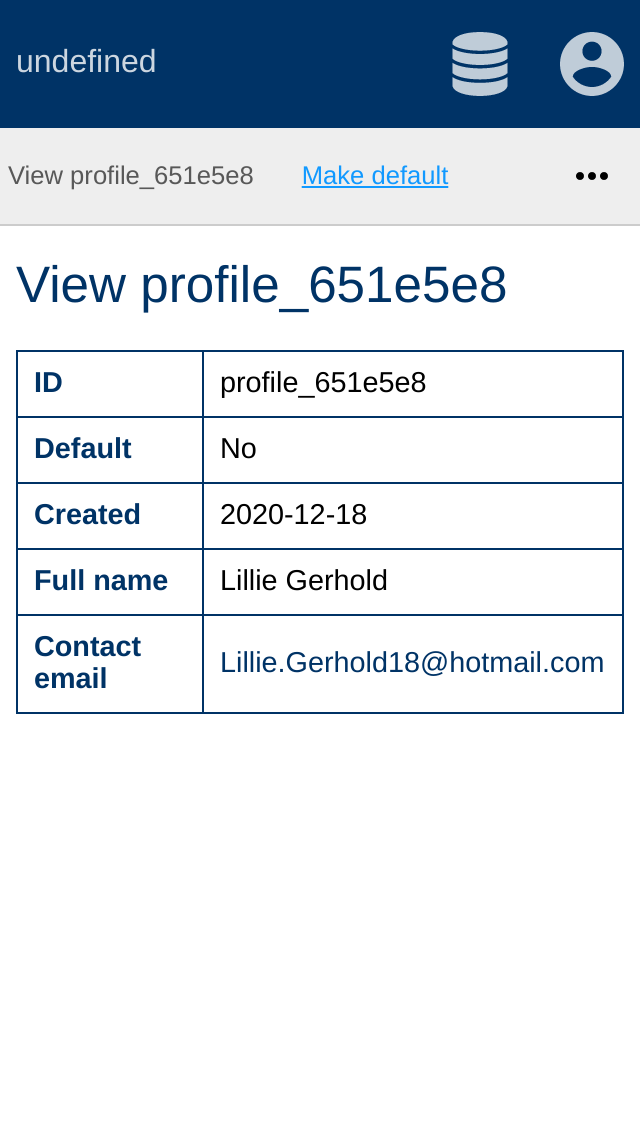 undefined
View profile_651e5e8 Make default
View profile_651e5e8
ID profile_651e5e8
Default No
Created 2020-12-18
Full name Lillie Gerhold
Contact email Lillie.Gerhold18@hotmail.com